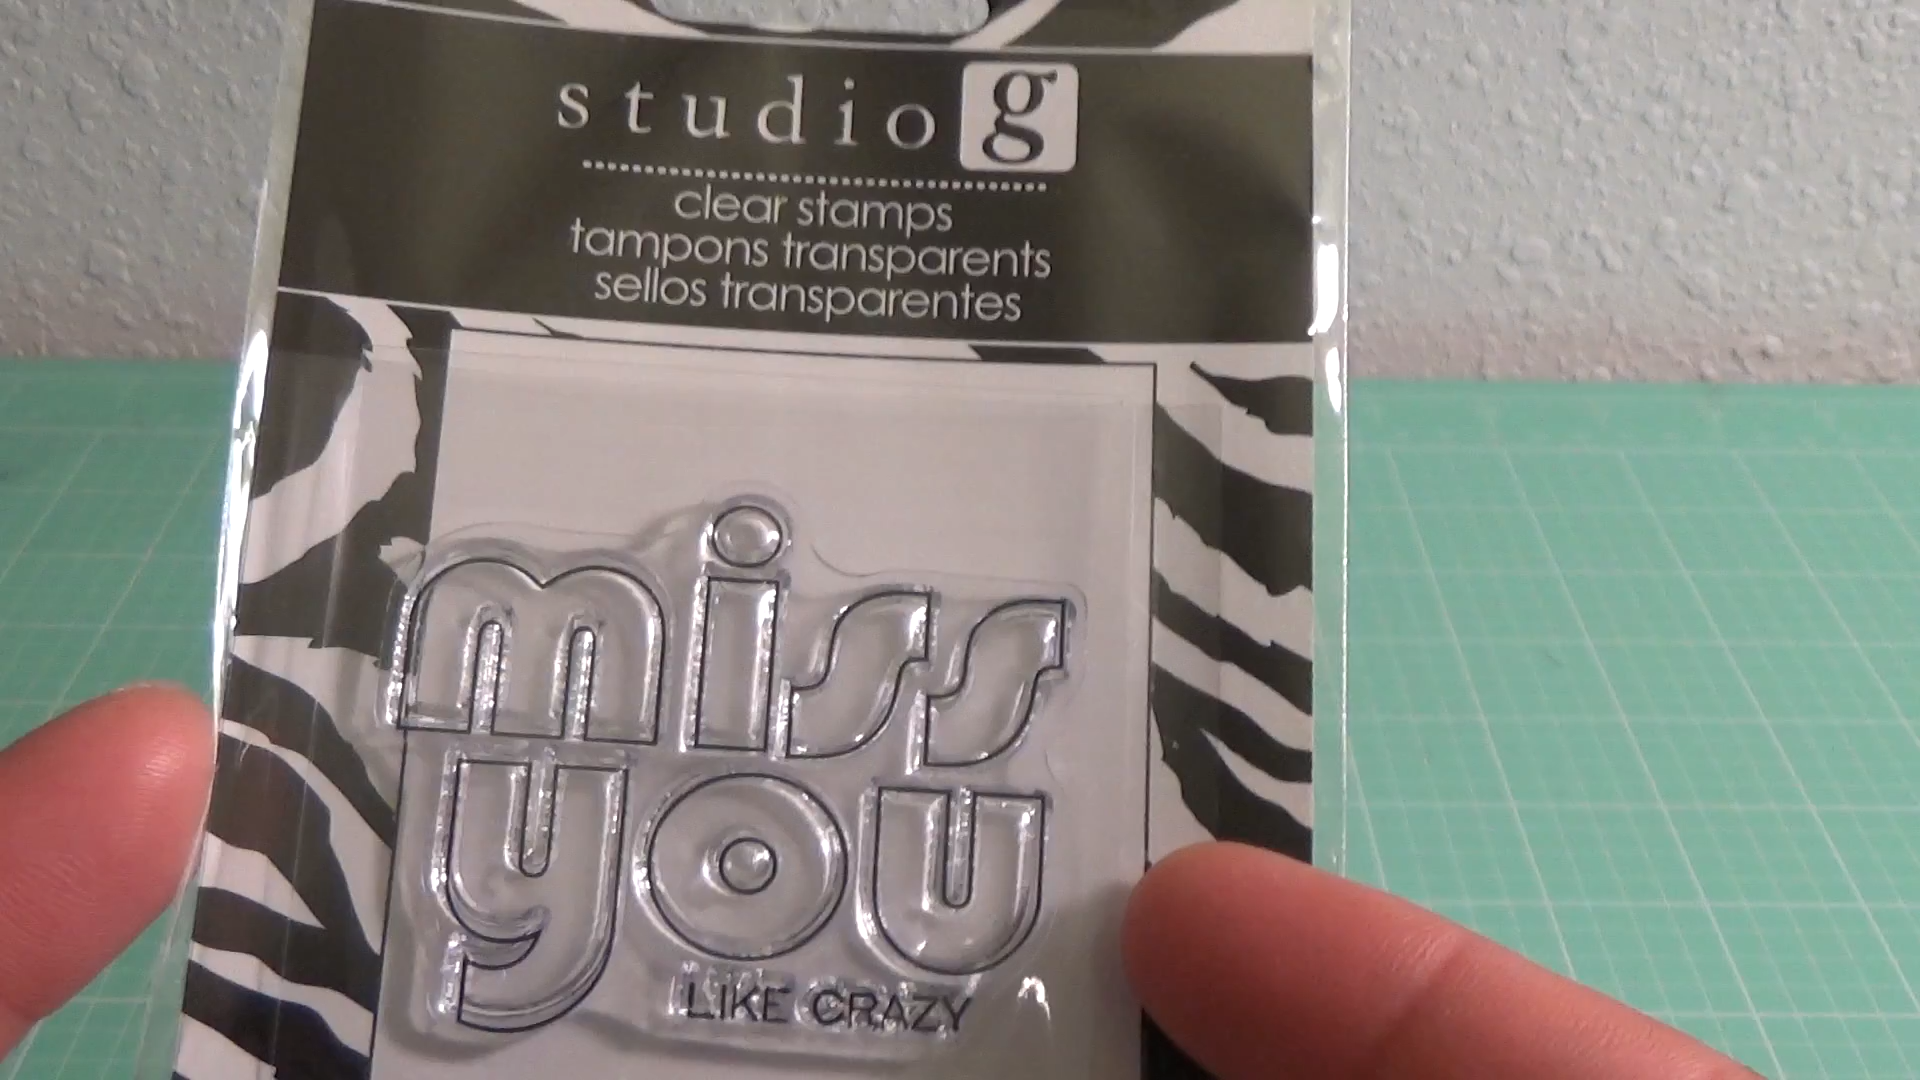 studio g
clear stamps
tampons transparents
sellos transparentes
miss
you
LIKE CRAZY